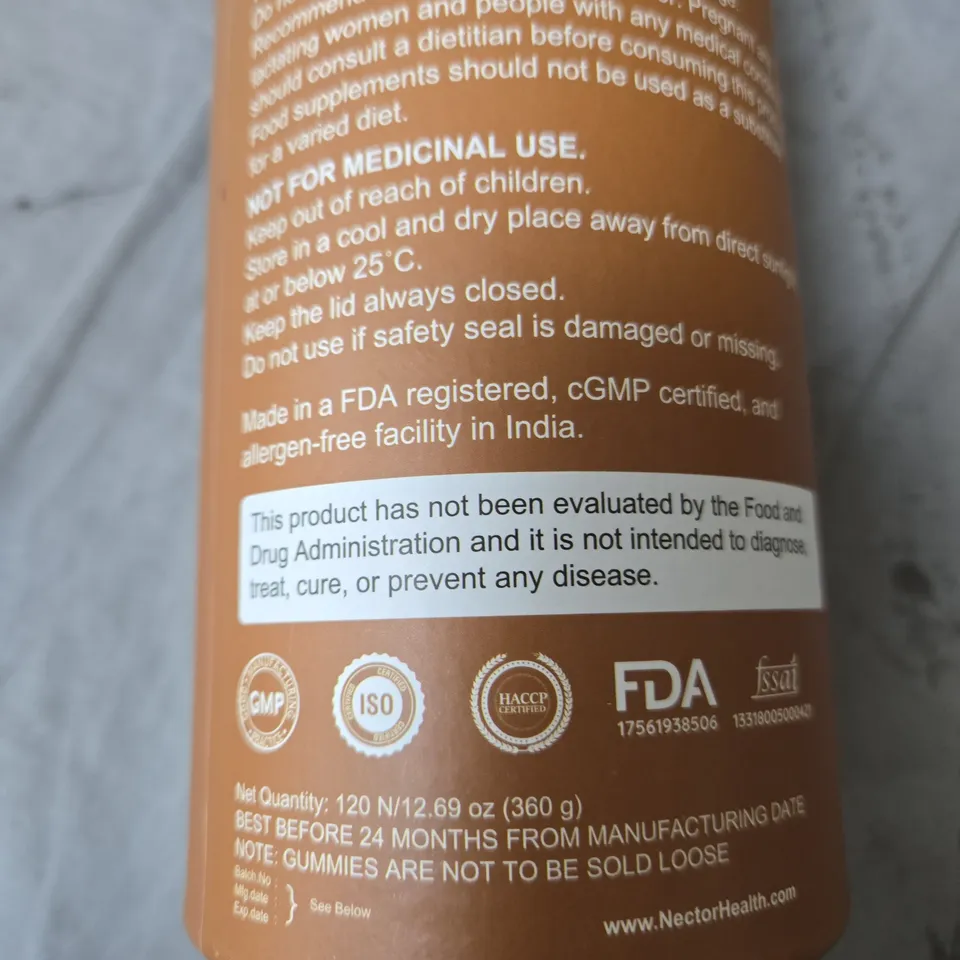 Recommend
lactating women and people with any medical
should consult a dietitian before consuming this
Food supplements should not be used as a
for a varied diet.
NOT FOR MEDICINAL USE.
Keep out of reach of children.
Store in a cool and dry place away from direct
at or below 25°C.
Keep the lid always closed.
Do not use if safety seal is damaged or missing.
Made in a FDA registered, cGMP certified, and
allergen-free facility in India.
This product has not been evaluated by the Food and
Drug Administration and it is not intended to diagnose,
treat, cure, or prevent any disease.
GMP
CERTIFIED
ISO
CERTIFIED
HACCP
CERTIFIED
FDA
17561938506
fssai
Net Quantity: 120 N/12.69 oz (360 g)
BEST BEFORE 24 MONTHS FROM MANUFACTURING DATE
NOTE: GUMMIES ARE NOT TO BE SOLD LOOSE
Batch No :
Mfg.date :
Exp.date :
} See Below
www.NectorHealth.com